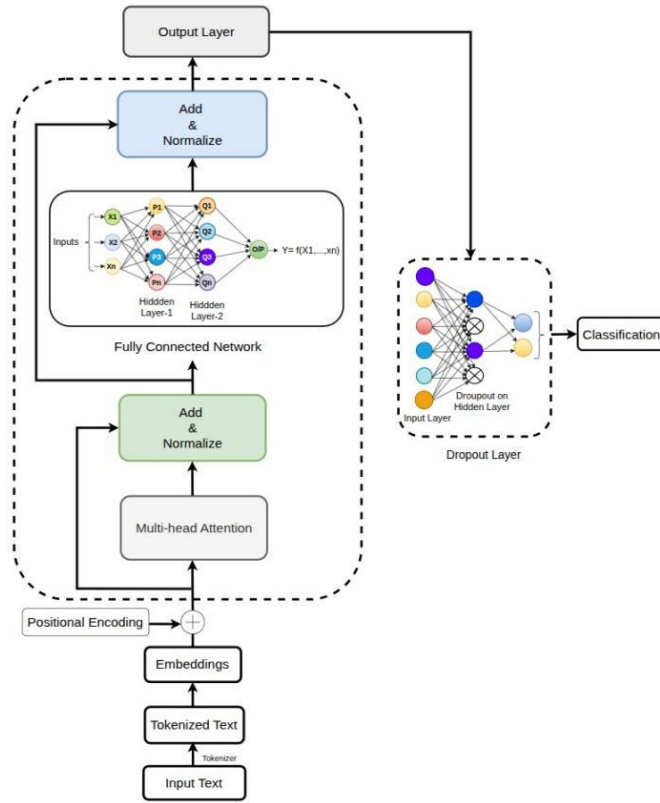 Output Layer
Add
&
Normalize
X1
X2
Xn
P1
P2
P3
Pn
Q1
Q2
Q3
Qn
O/P
Inputs
Y= f(X1,...,xn)
Hiddden
Layer-1
Hiddden
Layer-2
Fully Connected Network
Add
&
Normalize
Multi-head Attention
Positional Encoding
Embeddings
Tokenized Text
Tokenizer
Input Text
Input Layer
Droupout on
Hidden Layer
Dropout Layer
Classification